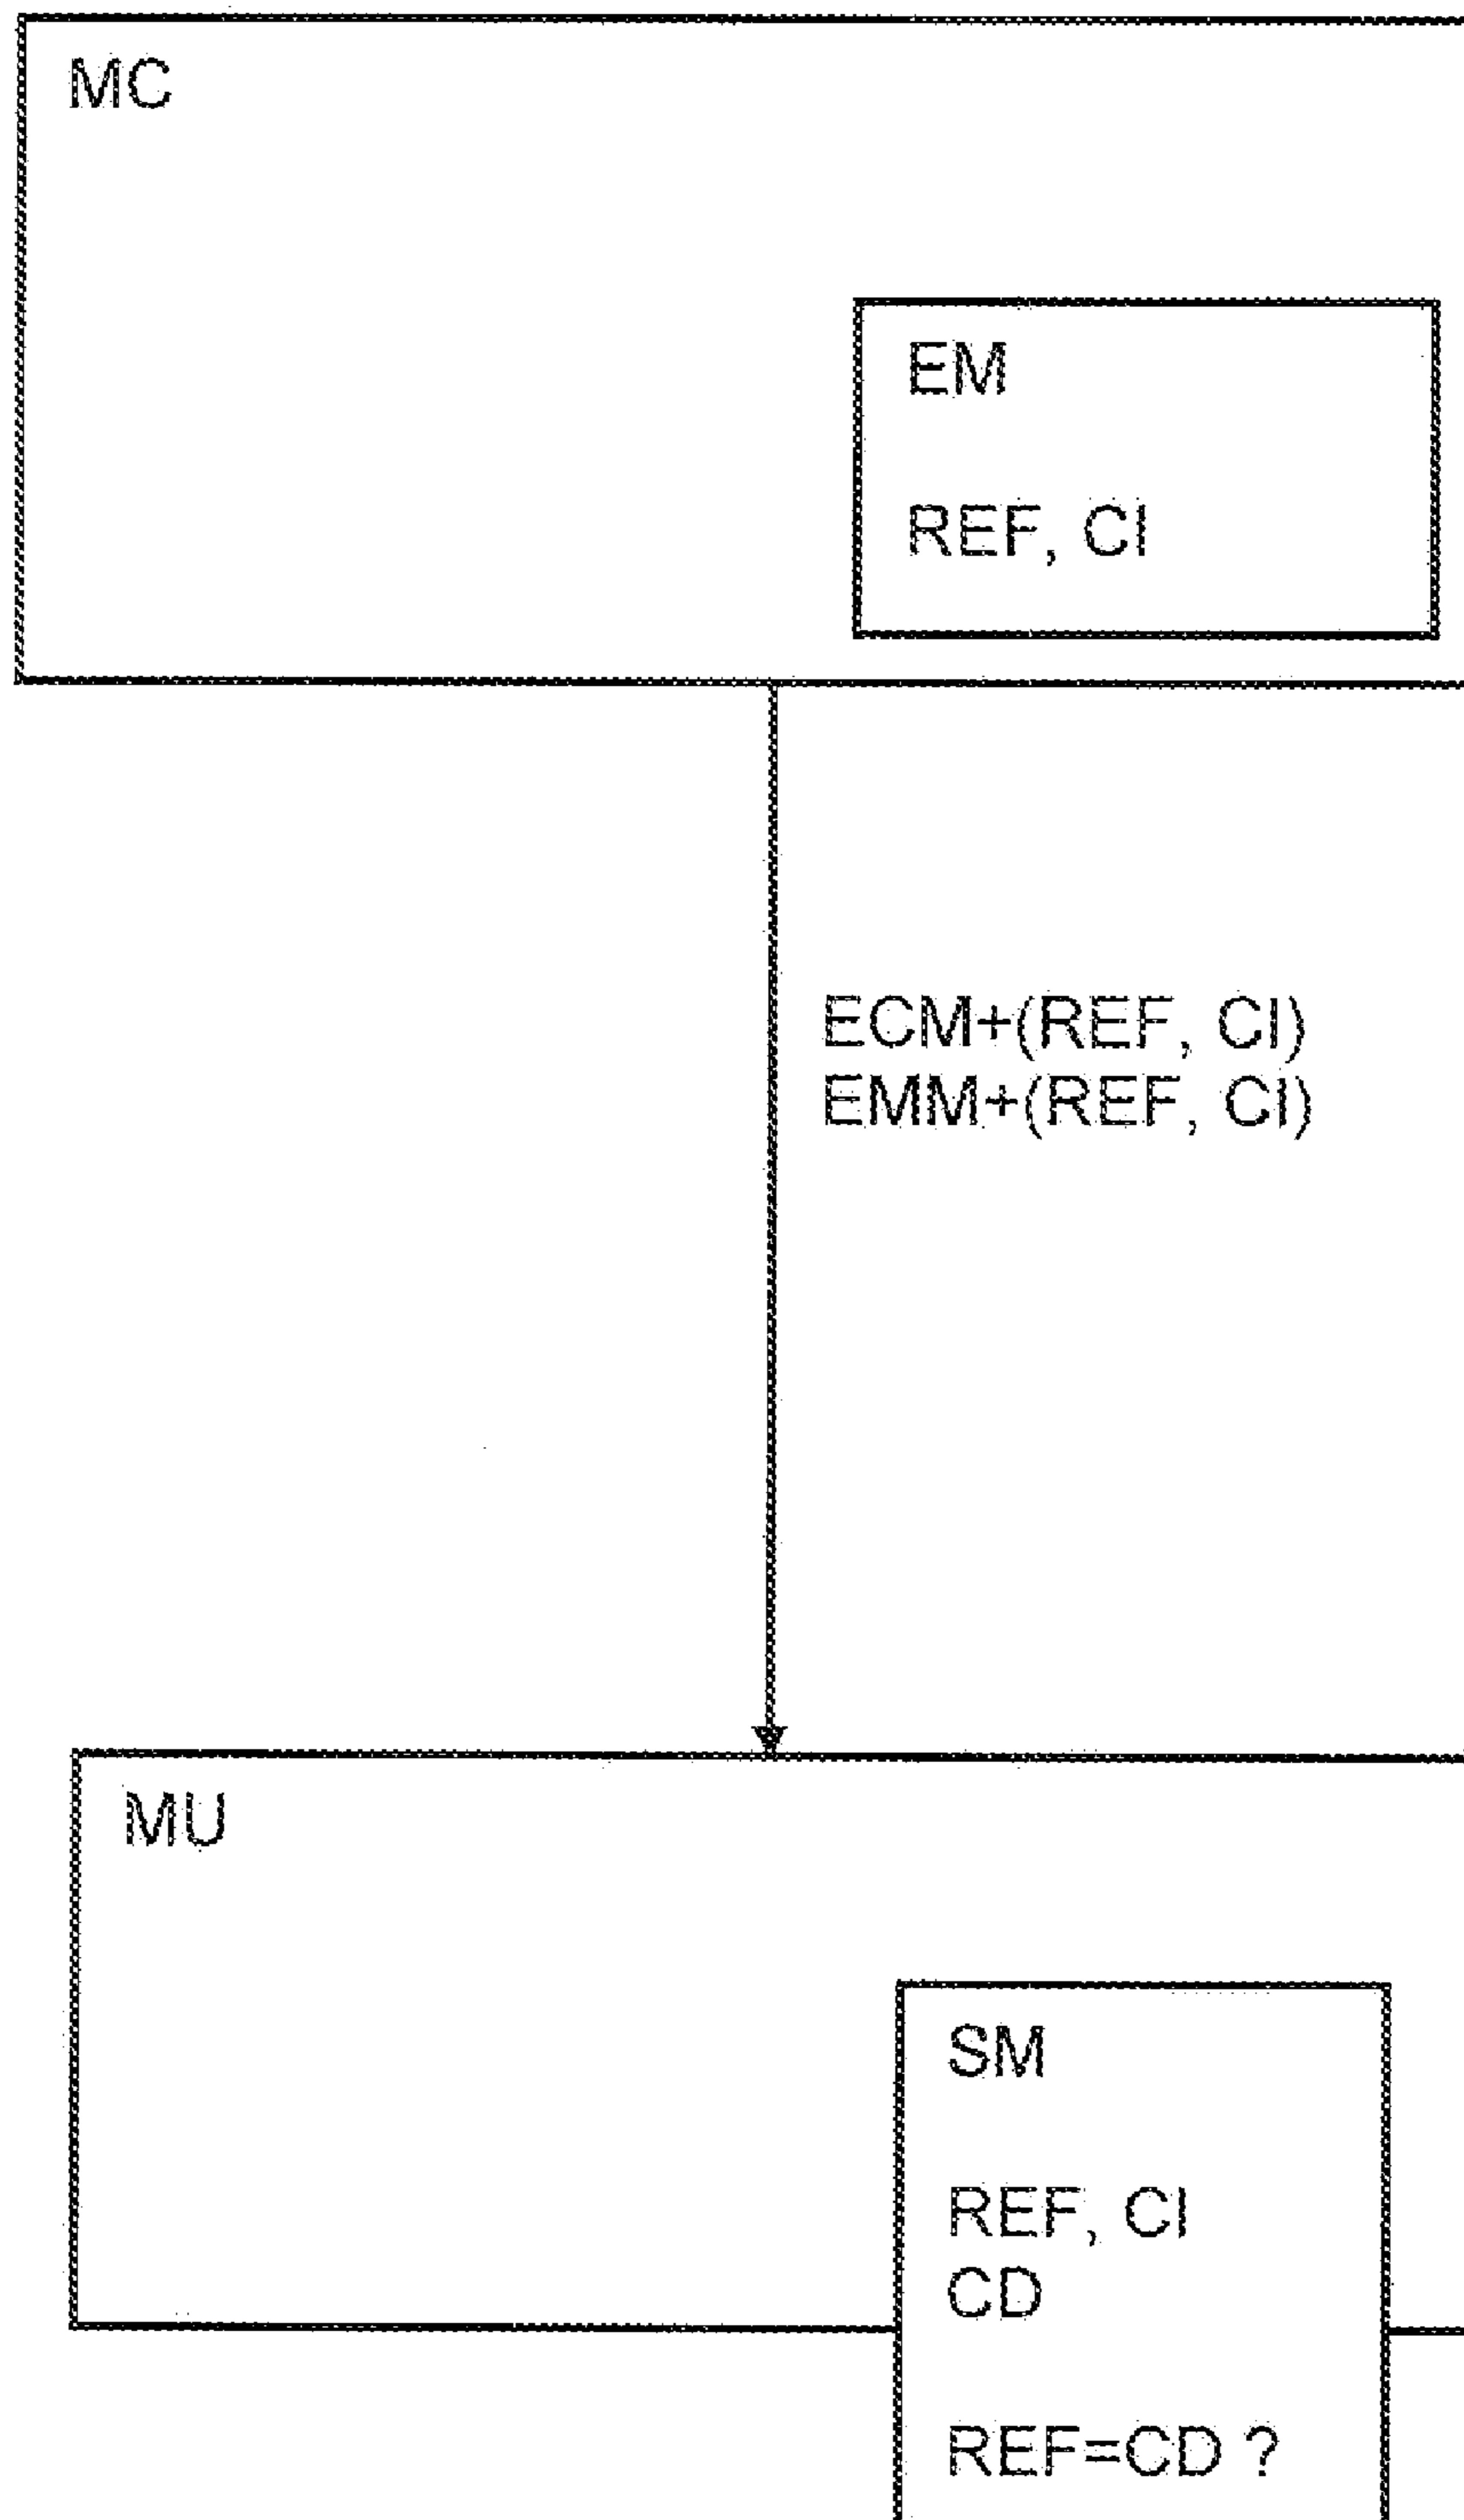 MC
EM
REF, CI
ECM+(REF, CI)
EMM+(REF, CI)
MU
SM
REF, CI
CD
REF=CD ?